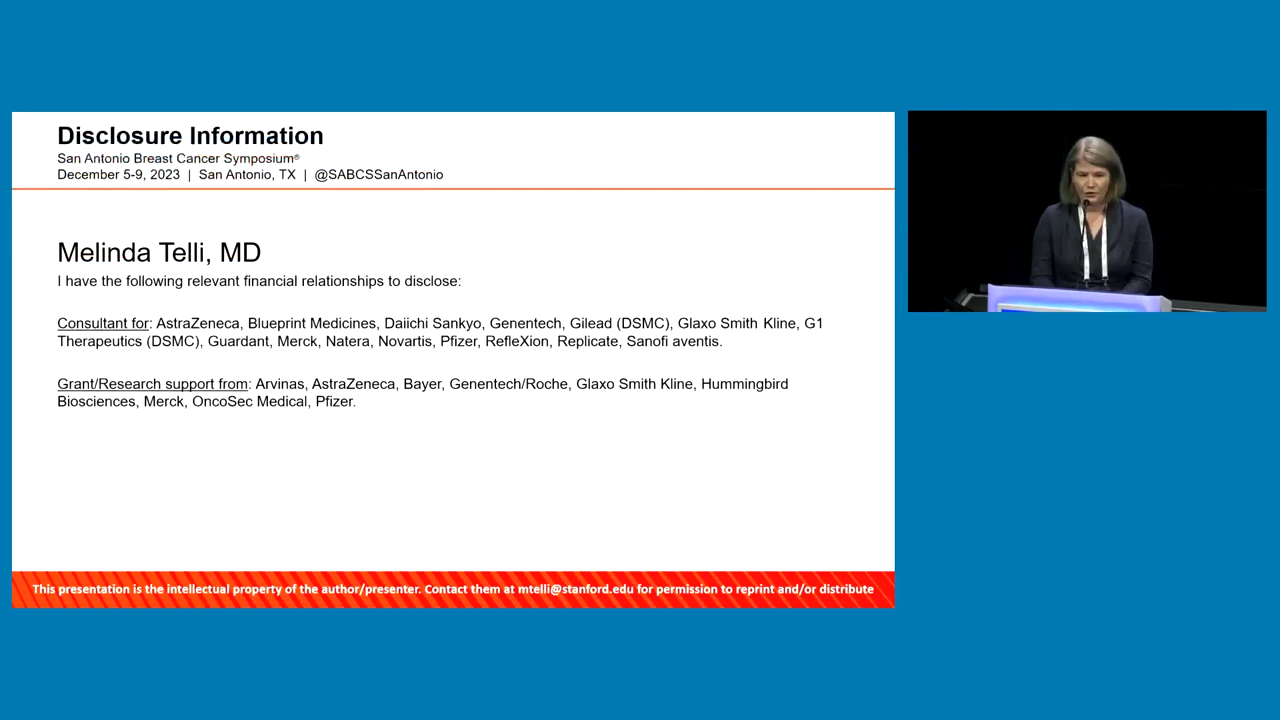 Disclosure Information
San Antonio Breast Cancer Symposium®
December 5-9, 2023 | San Antonio, TX | @SABCSSanAntonio
Melinda Telli, MD
I have the following relevant financial relationships to disclose:
Consultant for: AstraZeneca, Blueprint Medicines, Daiichi Sankyo, Genentech, Gilead (DSMC), Glaxo Smith Kline, G1
Therapeutics (DSMC), Guardant, Merck, Natera, Novartis, Pfizer, RefleXion, Replicate, Sanofi aventis.
Grant/Research support from: Arvinas, AstraZeneca, Bayer, Genentech/Roche, Glaxo Smith Kline, Hummingbird
Biosciences, Merck, OncoSec Medical, Pfizer.
This presentation is the intellectual property of the author/presenter. Contact them at mtelli@stanford.edu for permission to reprint and/or distribute